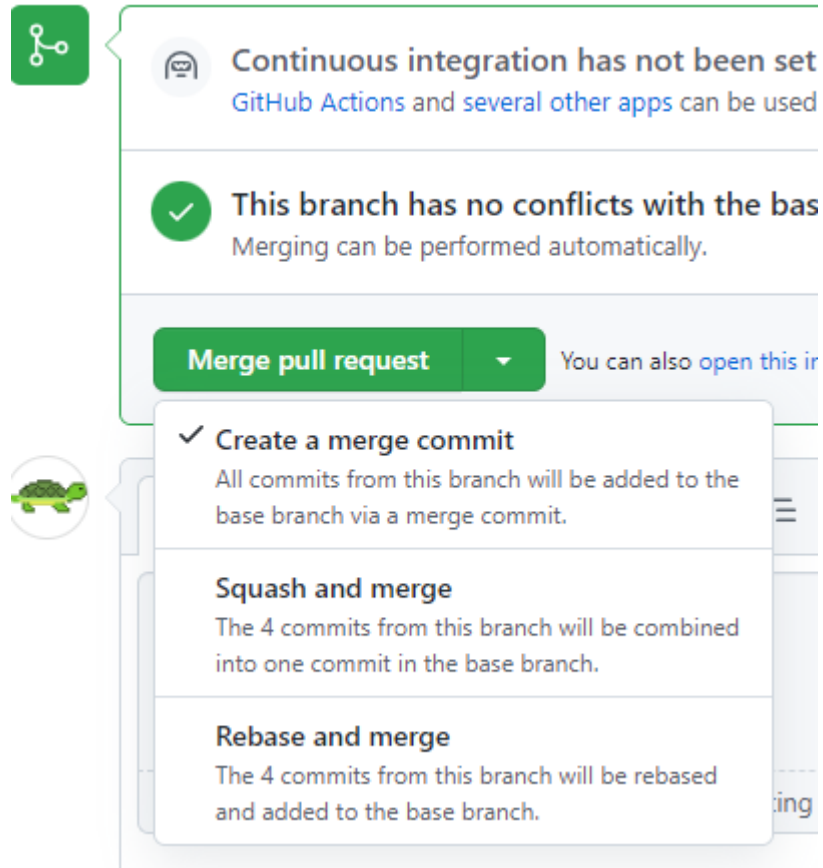 Continuous integration has not been set
GitHub Actions and several other apps can be used
This branch has no conflicts with the bas
Merging can be performed automatically.
Merge pull request
You can also open this in
Create a merge commit
All commits from this branch will be added to the
base branch via a merge commit.
Squash and merge
The 4 commits from this branch will be combined
into one commit in the base branch.
Rebase and merge
The 4 commits from this branch will be rebased
and added to the base branch.
ting